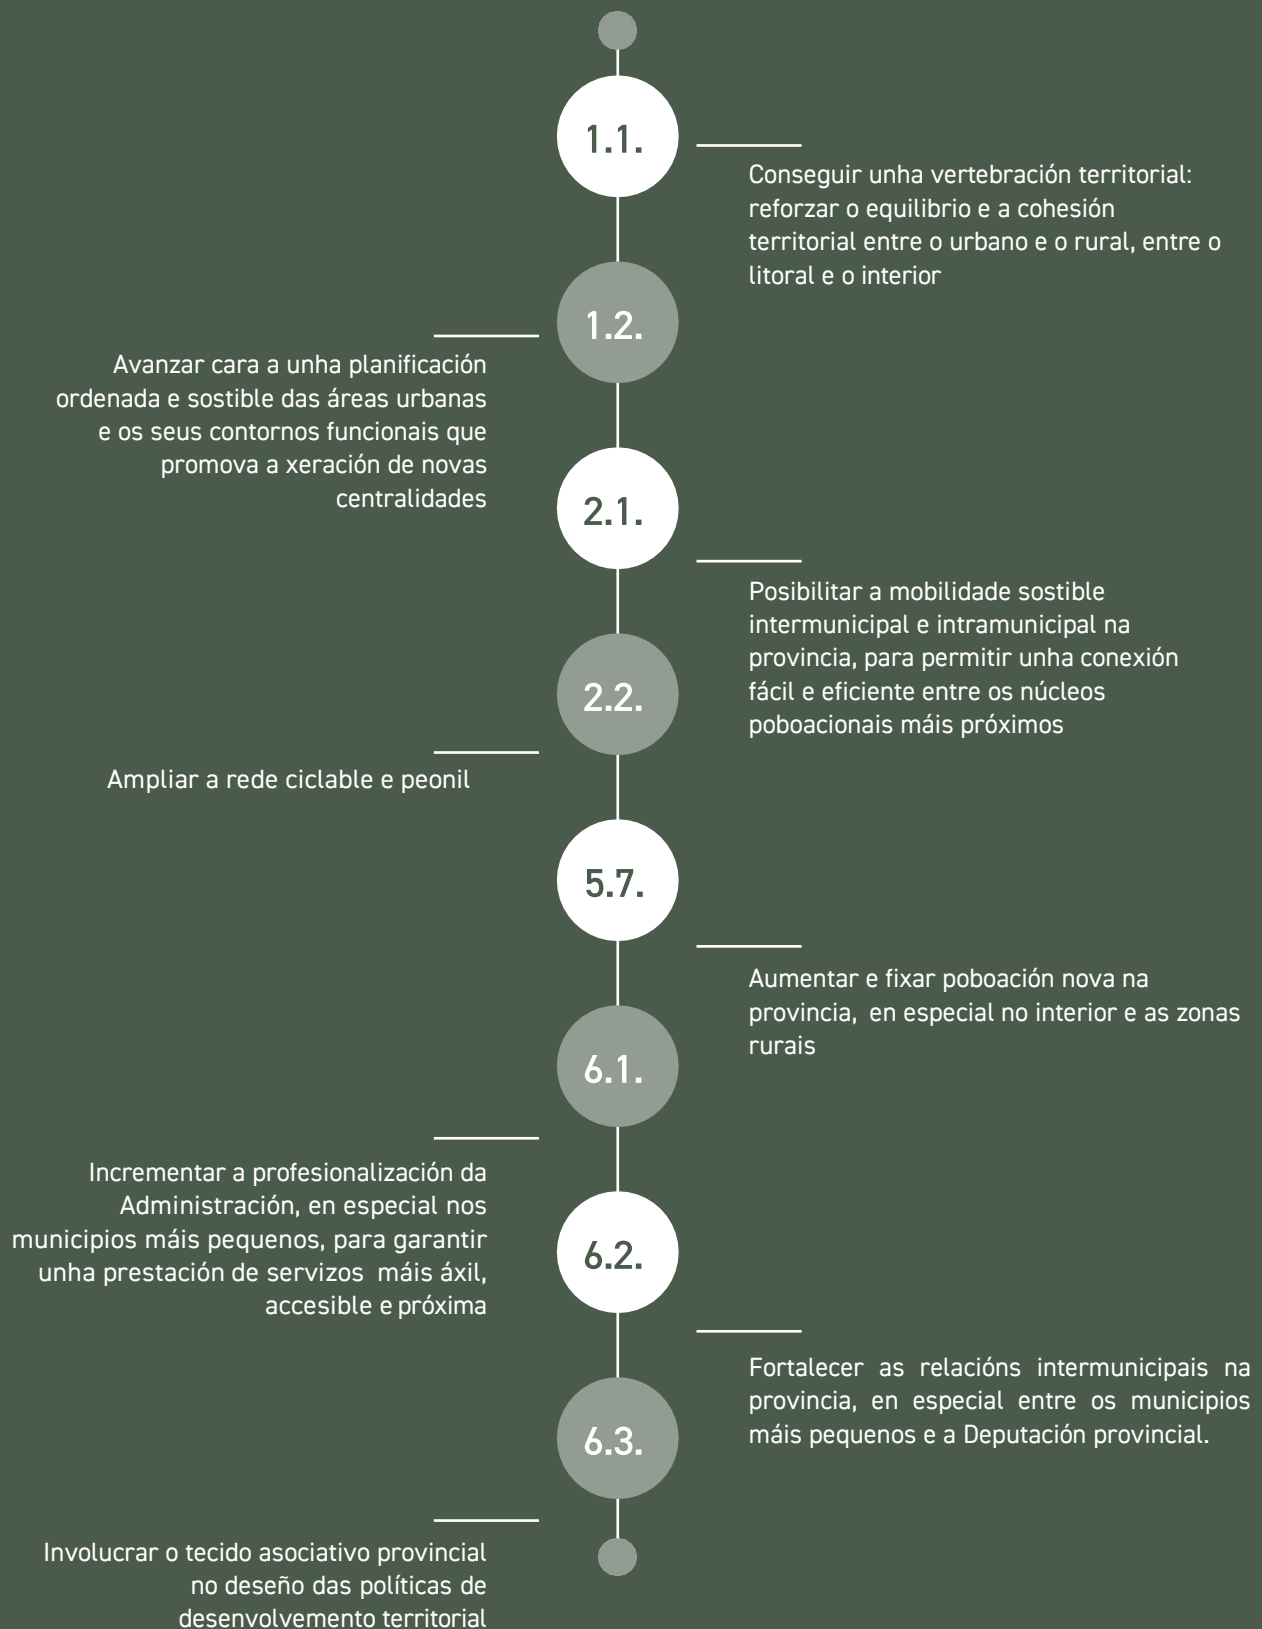 1.1.
Conseguir unha vertebración territorial:
reforzar o equilibrio e a cohesión
territorial entre o urbano e o rural, entre o
litoral e o interior
1.2.
Avanzar cara a unha planificación
ordenada e sostible das áreas urbanas
e os seus contornos funcionais que
promova a xeración de novas
centralidades
2.1.
Posibilitar a mobilidade sostible
intermunicipal e intramunicipal na
provincia, para permitir unha conexión
fácil e eficiente entre os núcleos
poboacionais máis próximos
2.2.
Ampliar a rede ciclable e peonil
5.7.
Aumentar e fixar poboación nova na
provincia, en especial no interior e as zonas
rurais
6.1.
Incrementar a profesionalización da
Administración, en especial nos
municipios máis pequenos, para garantir
unha prestación de servizos máis áxil,
accesible e próxima
6.2.
Fortalecer as relacións intermunicipais na
provincia, en especial entre os municipios
máis pequenos e a Deputación provincial.
6.3.
Involucrar o tecido asociativo provincial
no deseño das políticas de
desenvolvemento territorial